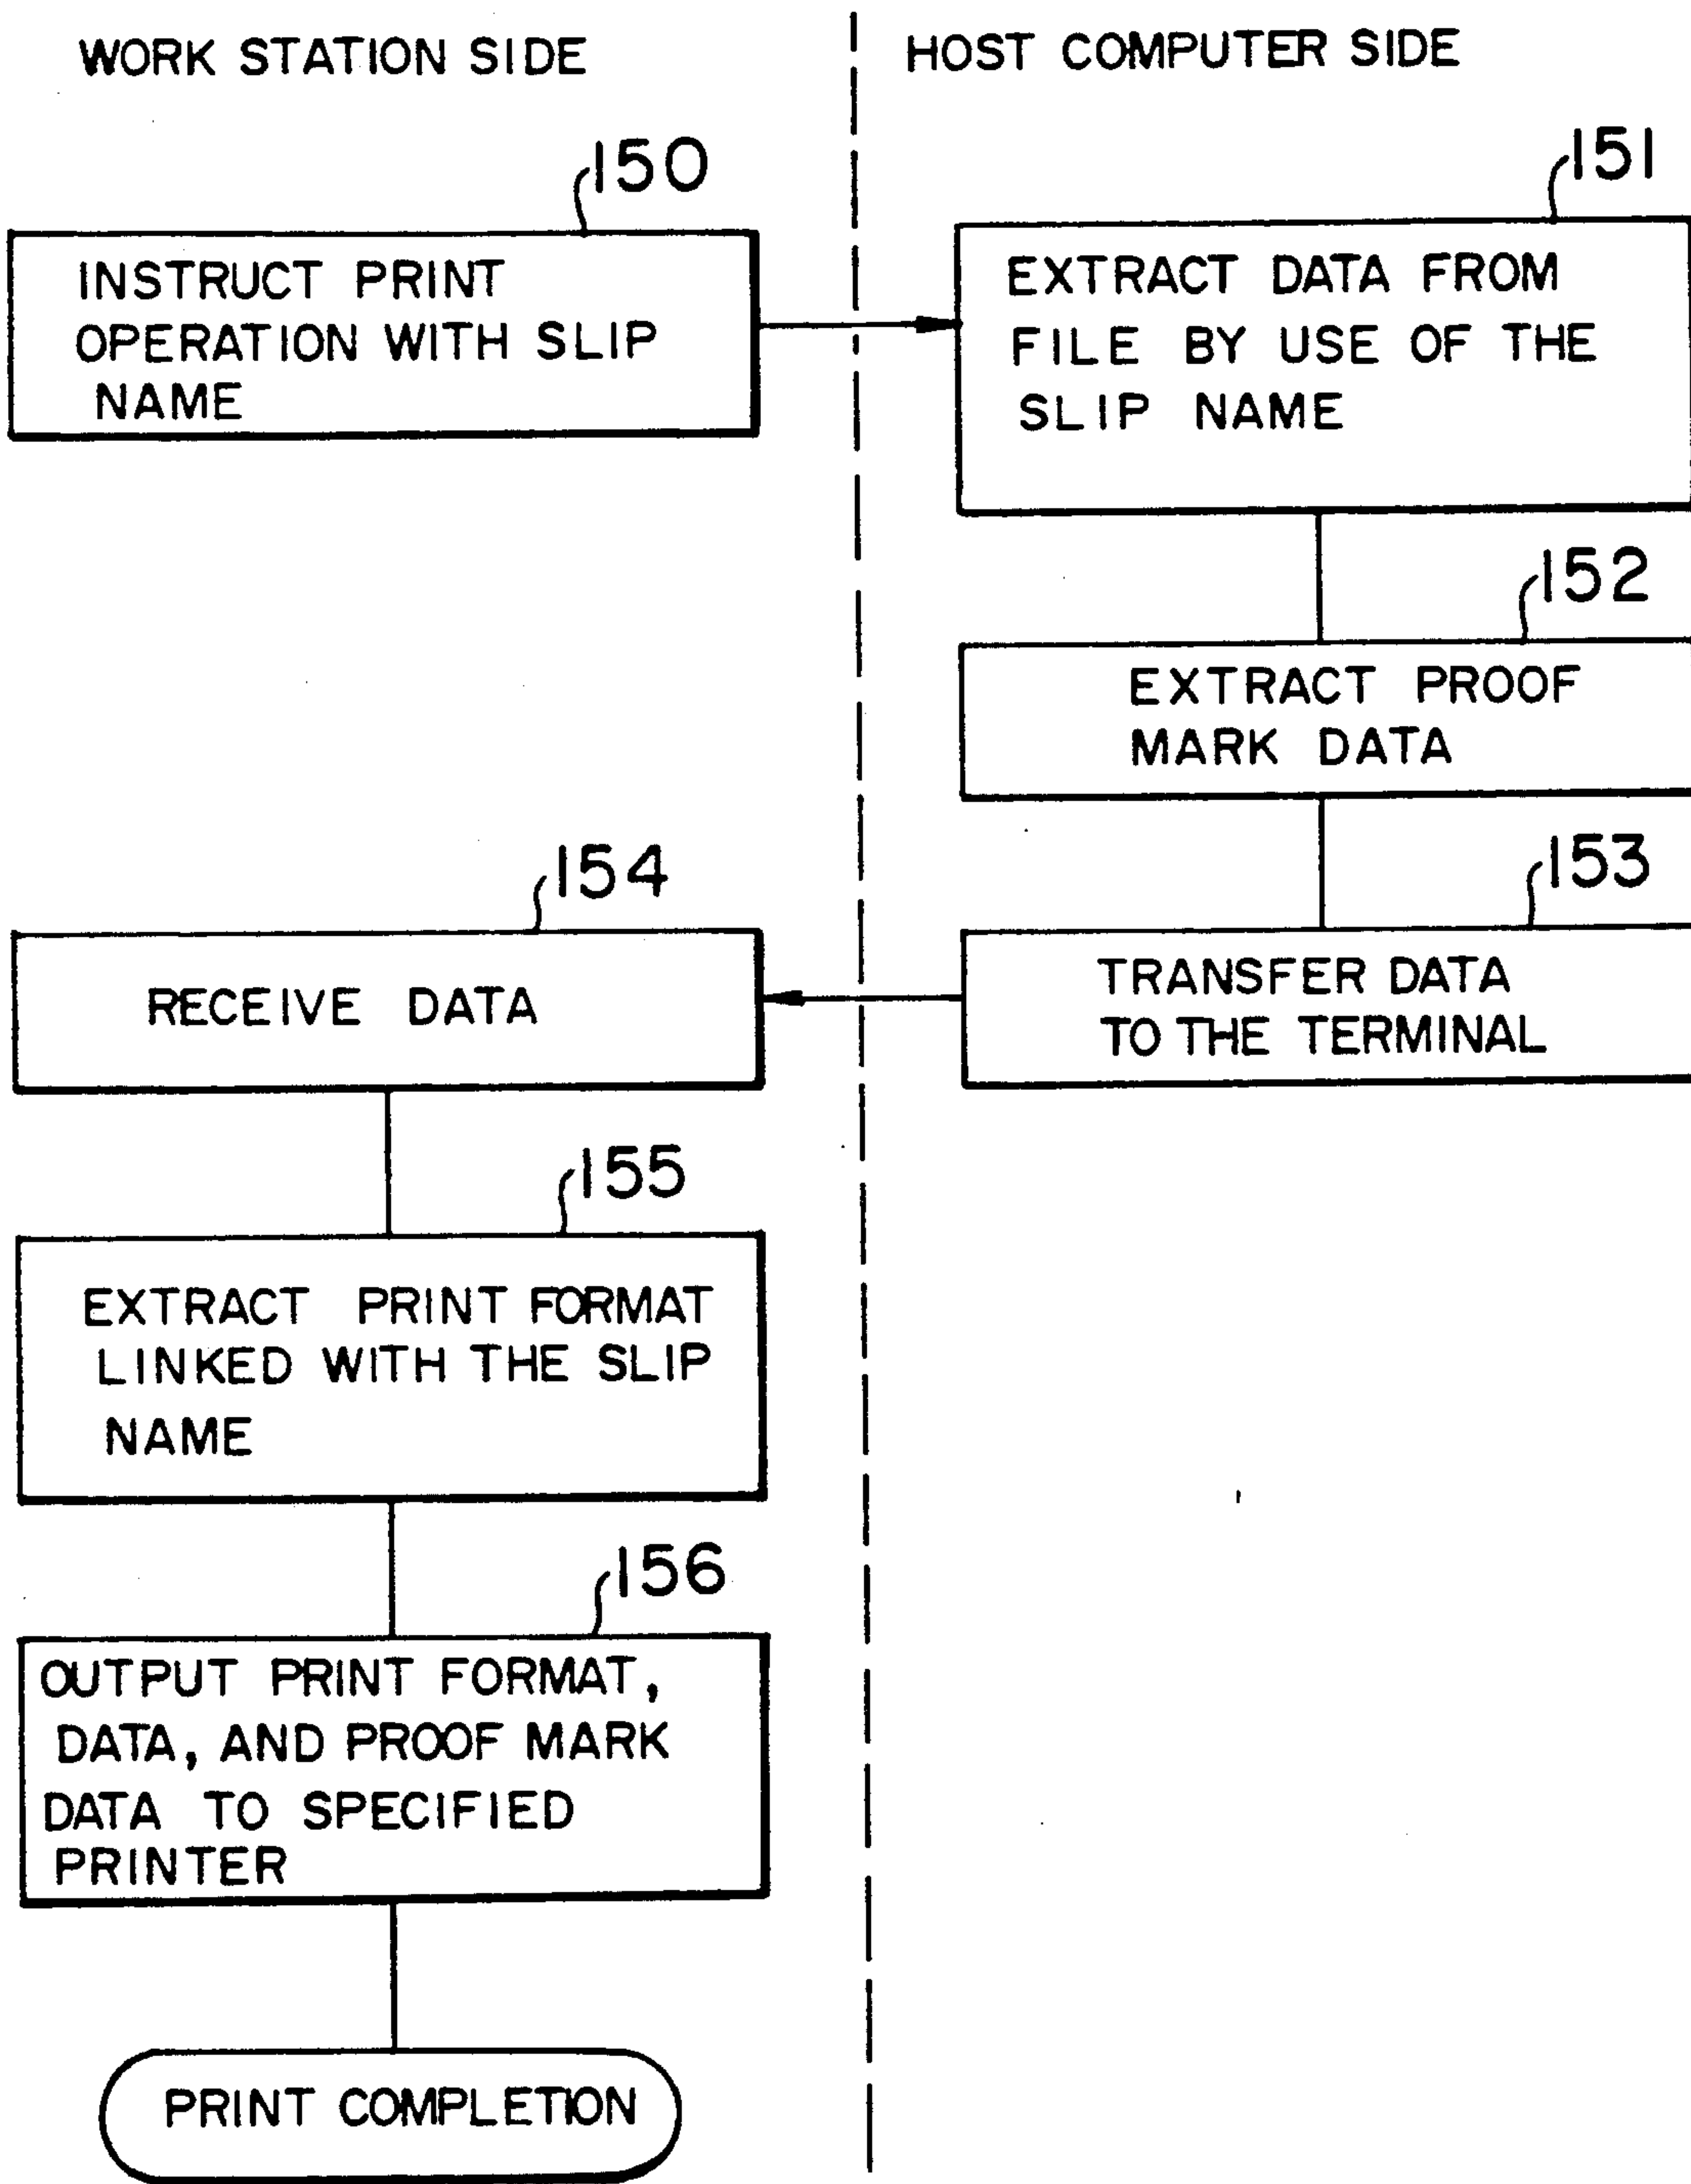 WORK STATION SIDE
HOST COMPUTER SIDE
150
INSTRUCT PRINT
OPERATION WITH SLIP
NAME
151
EXTRACT DATA FROM
FILE BY USE OF THE
SLIP NAME
152
EXTRACT PROOF
MARK DATA
153
TRANSFER DATA
TO THE TERMINAL
154
RECEIVE DATA
155
EXTRACT PRINT FORMAT
LINKED WITH THE SLIP
NAME
156
OUTPUT PRINT FORMAT,
DATA, AND PROOF MARK
DATA TO SPECIFIED
PRINTER
PRINT COMPLETION